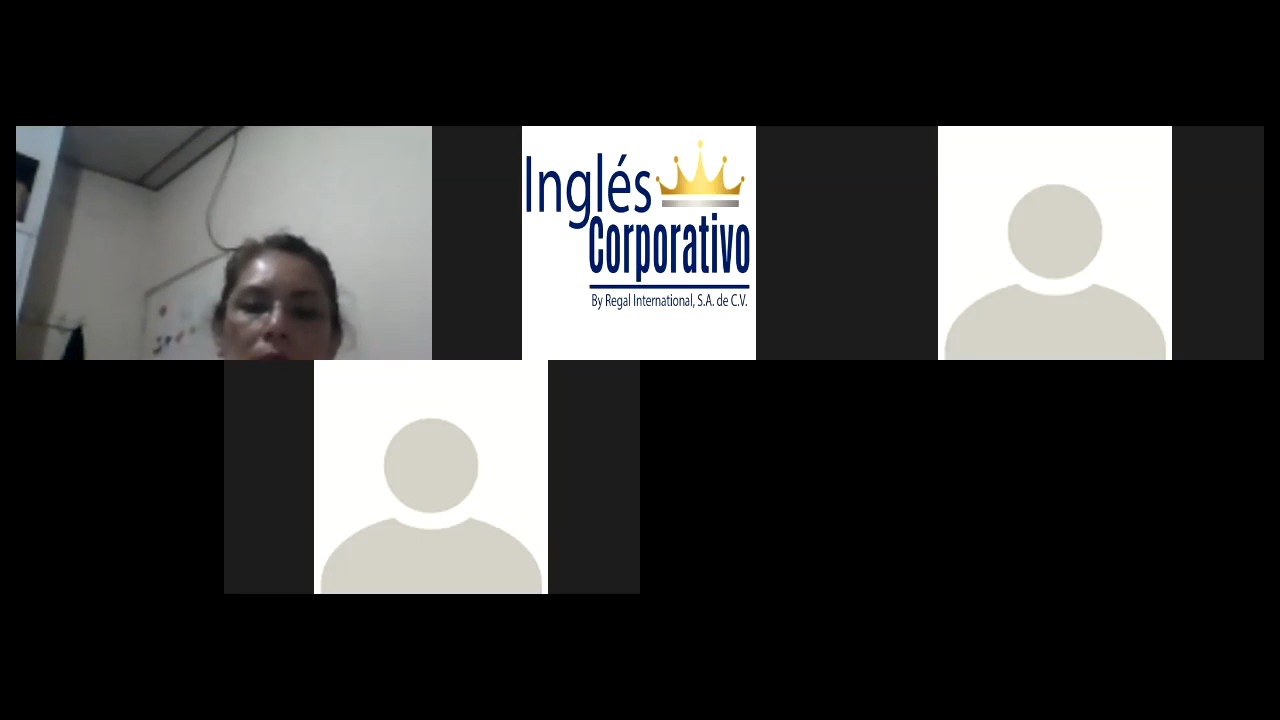 Inglés
Corporativo
By Regal International, S.A. de C.V.